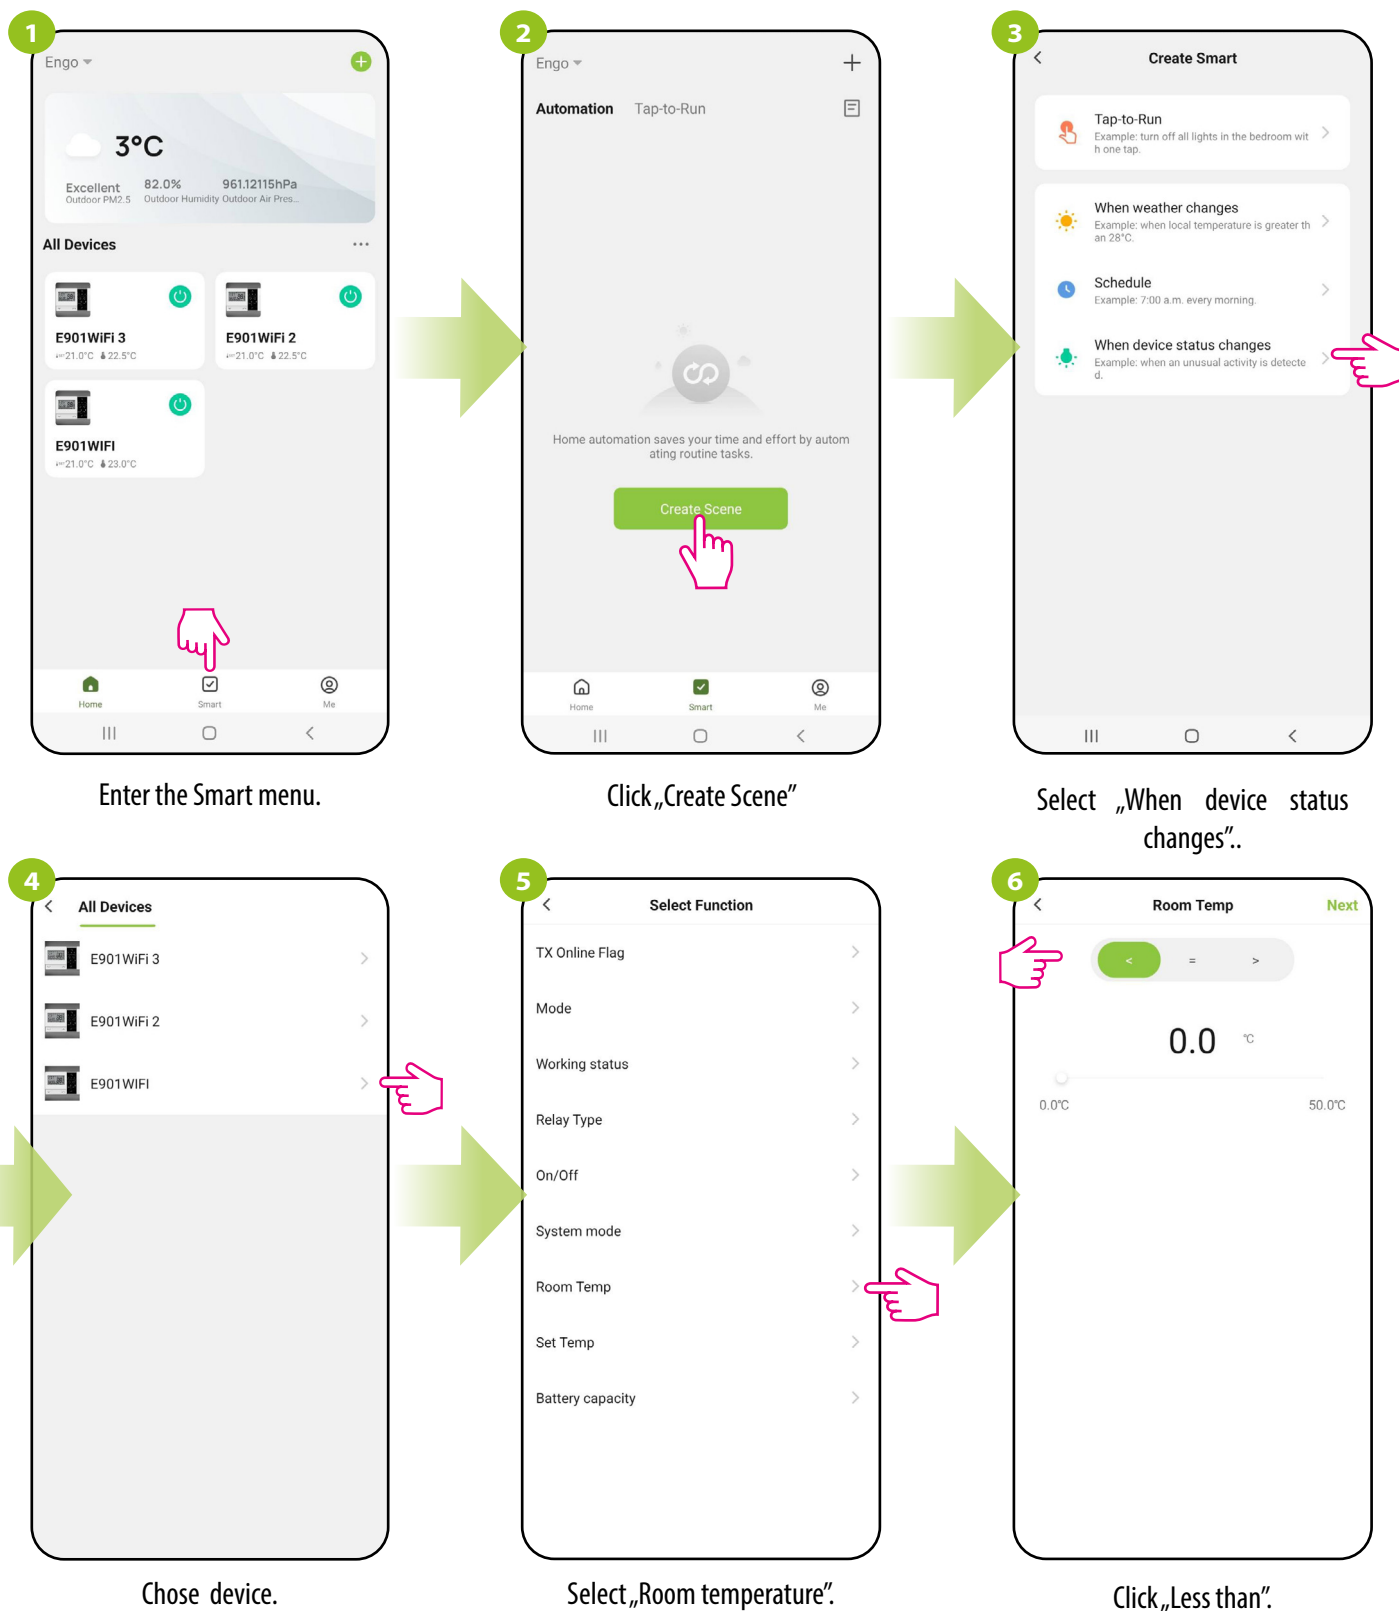 1
Engo
3°C
Excellent
Outdoor PM2.5
82.0%
Outdoor Humidity
961.12115hPa
Outdoor Air Pres...
All Devices
E901WiFi 3
21.0°C 22.5°C
E901WiFi 2
21.0°C 22.5°C
E901WIFI
21.0°C 23.0°C
Home
Smart
Me
Enter the Smart menu.
2
Engo
Automation Tap-to-Run
Home automation saves your time and effort by autom
ating routine tasks.
Create Scene
Home
Smart
Me
Click „Create Scene”
3
Create Smart
Tap-to-Run
Example: turn off all lights in the bedroom wit
h one tap.
When weather changes
Example: when local temperature is greater th
an 28°C.
Schedule
Example: 7:00 a.m. every morning.
When device status changes
Example: when an unusual activity is detecte
d.
Select „When device status
changes”..
4
All Devices
E901WiFi 3
E901WiFi 2
E901WIFI
Chose device.
5
Select Function
TX Online Flag
Mode
Working status
Relay Type
On/Off
System mode
Room Temp
Set Temp
Battery capacity
Select „Room temperature”.
6
Room Temp
Next
< = >
0.0 °C
0.0°C
50.0°C
Click „Less than”.